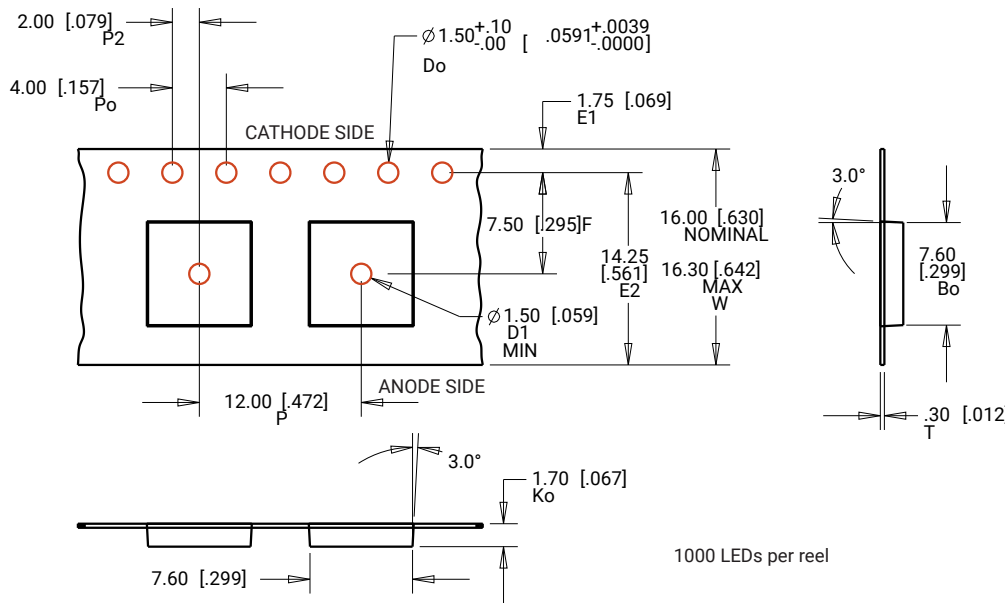 2.00 [.079]
P2
4.00 [.157]
Po
Ø1.50+.10 -.00 [ .0591+.0039 -.0000]
Do
1.75 [.069]
E1
CATHODE SIDE
3.0°
7.50 [.295]F
16.00 [.630]
NOMINAL
14.25
[.561]
E2
16.30 [.642]
MAX
W
7.60
[.299]
Bo
Ø1.50 [.059]
D1
MIN
ANODE SIDE
12.00 [.472]
P
.30 [.012]
T
3.0°
1.70 [.067]
Ko
7.60 [.299]
1000 LEDs per reel